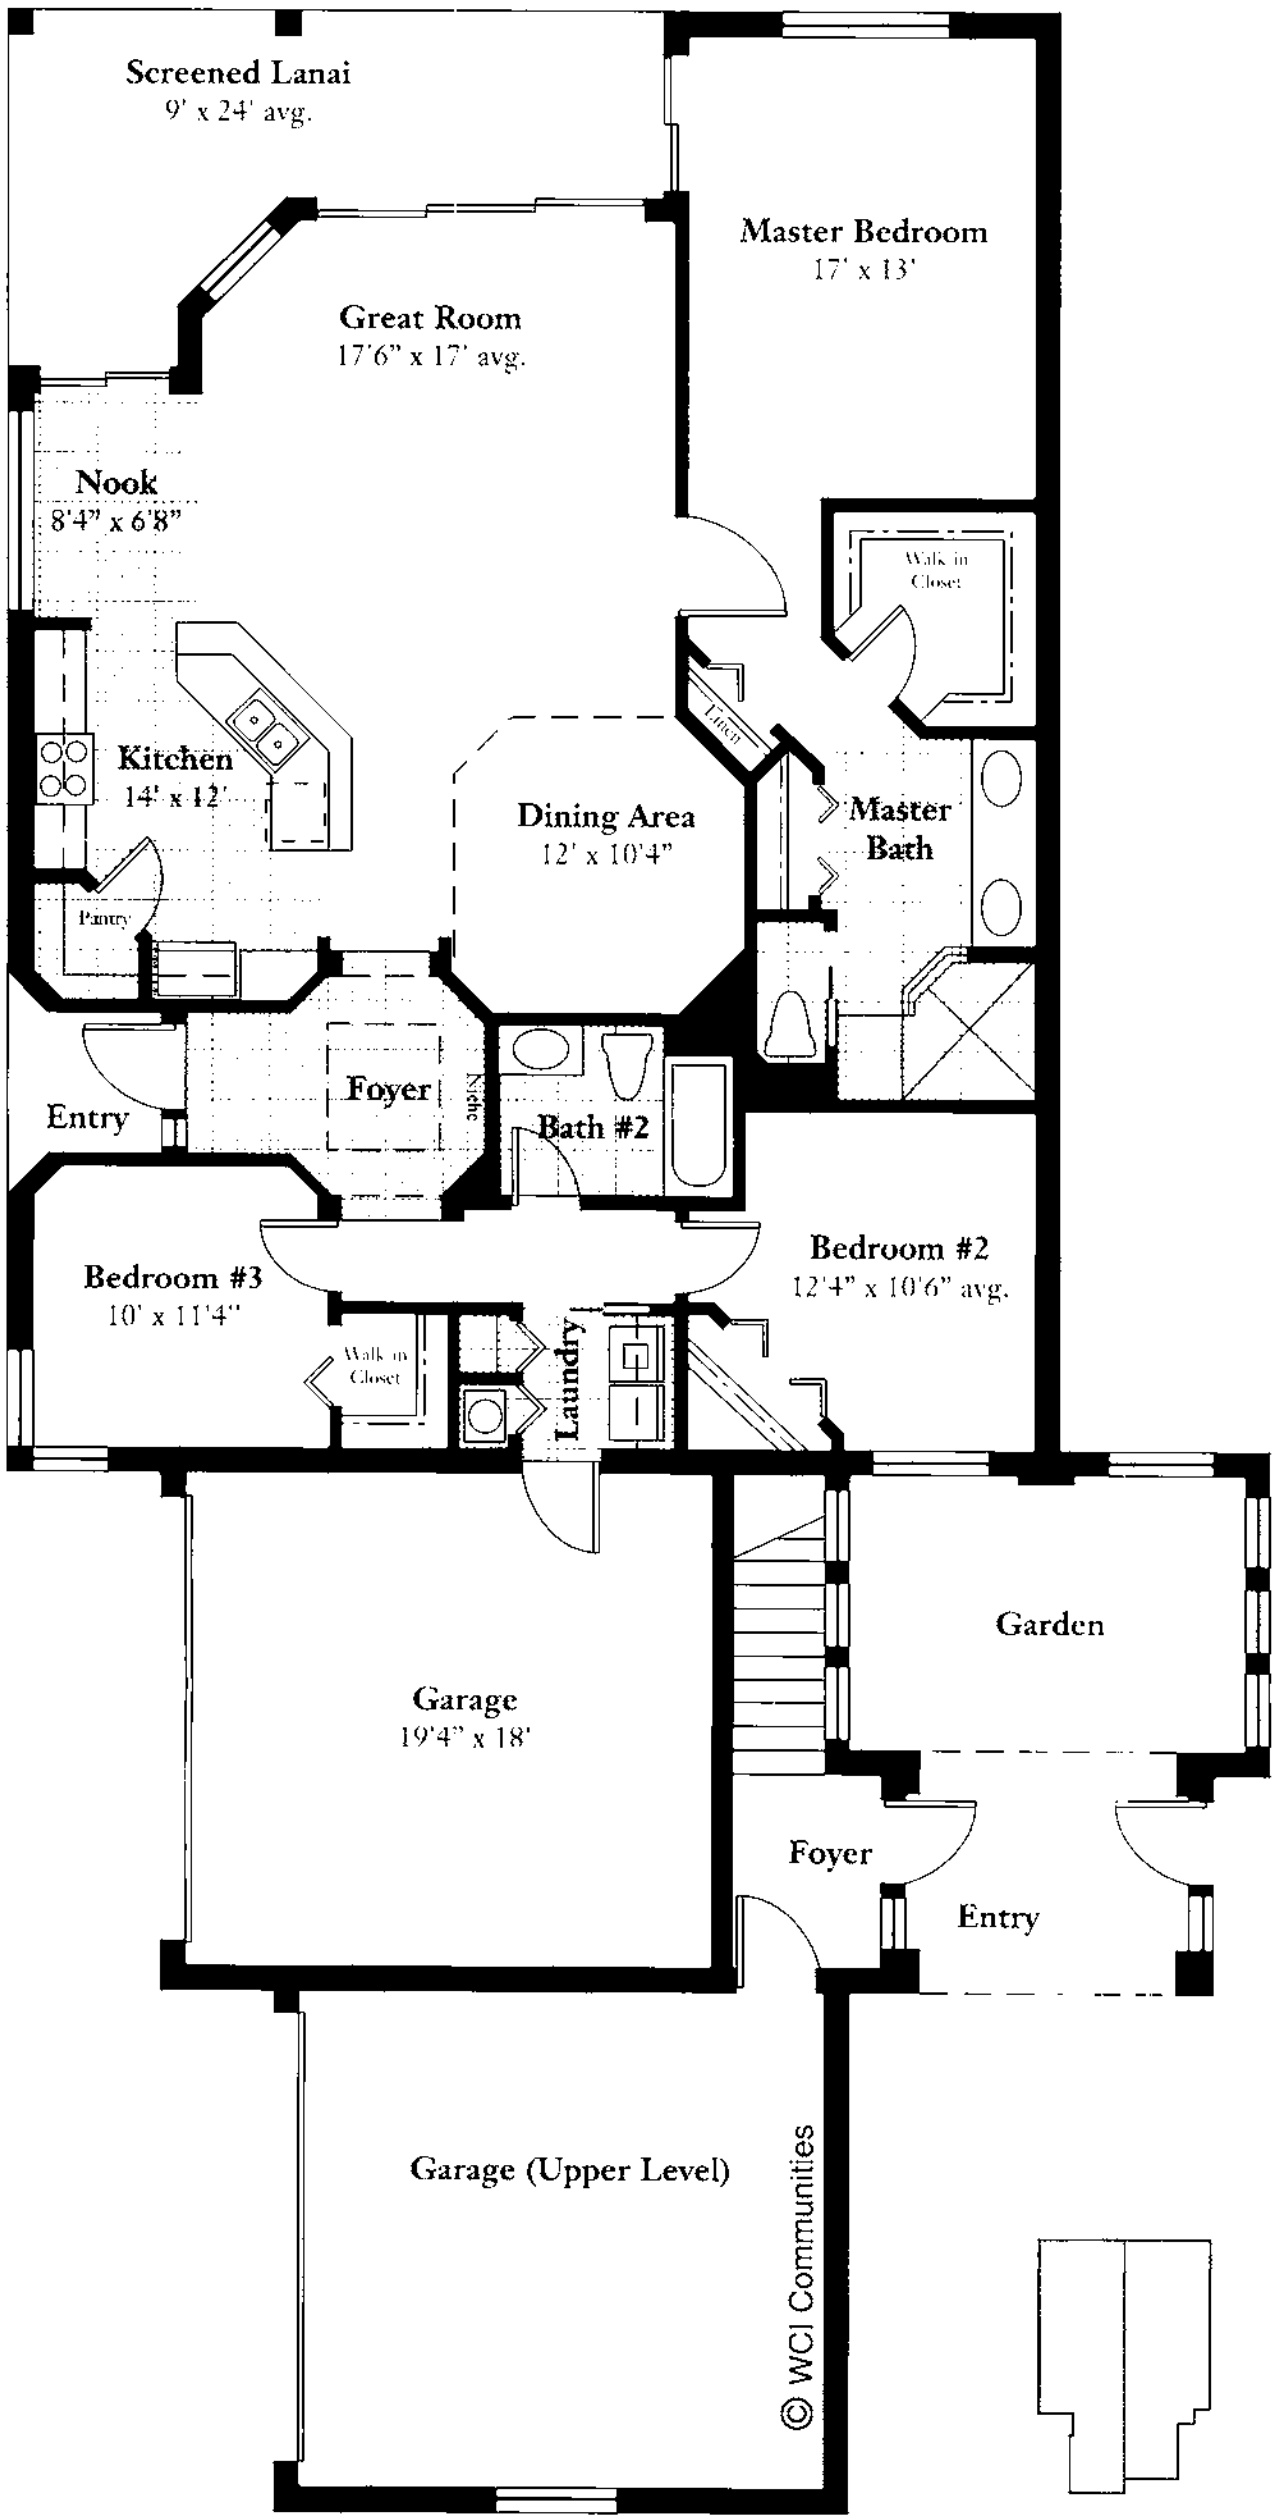 Screened Lanai
9' x 24' avg.
Master Bedroom
17' x 13'
Great Room
17'6" x 17' avg.
Nook
8'4" x 6'8"
Walk in
Closet
Linen
Kitchen
14' x 12'
Dining Area
12' x 10'4"
Master
Bath
Pantry
Foyer
Niche
Entry
Bath #2
Bedroom #2
12'4" x 10'6" avg.
Bedroom #3
10' x 11'4"
Walk in
Closet
Laundry
Garden
Garage
19'4" x 18'
Foyer
Entry
Garage (Upper Level)
© WCI Communities